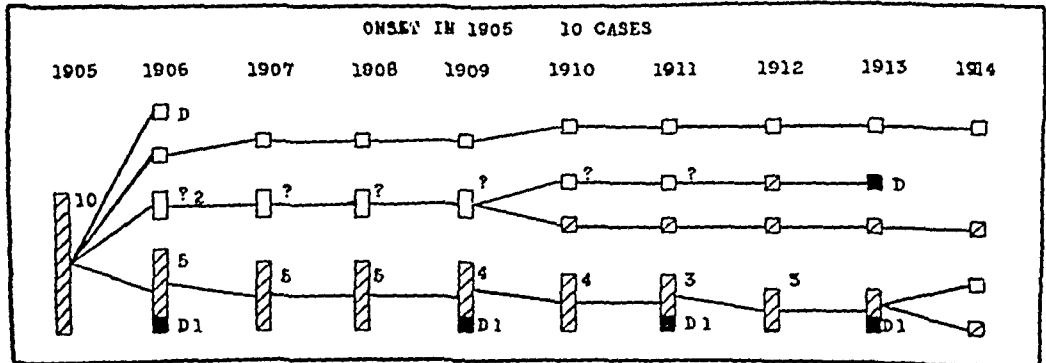 ONSET IN 1905 10 CASES
1905 1906 1907 1908 1909 1910 1911 1912 1913 1914
D
10 ? 2 ? ? ? ? ? D
5 5 5 4 4 3 3
D1 D1 D1 D1